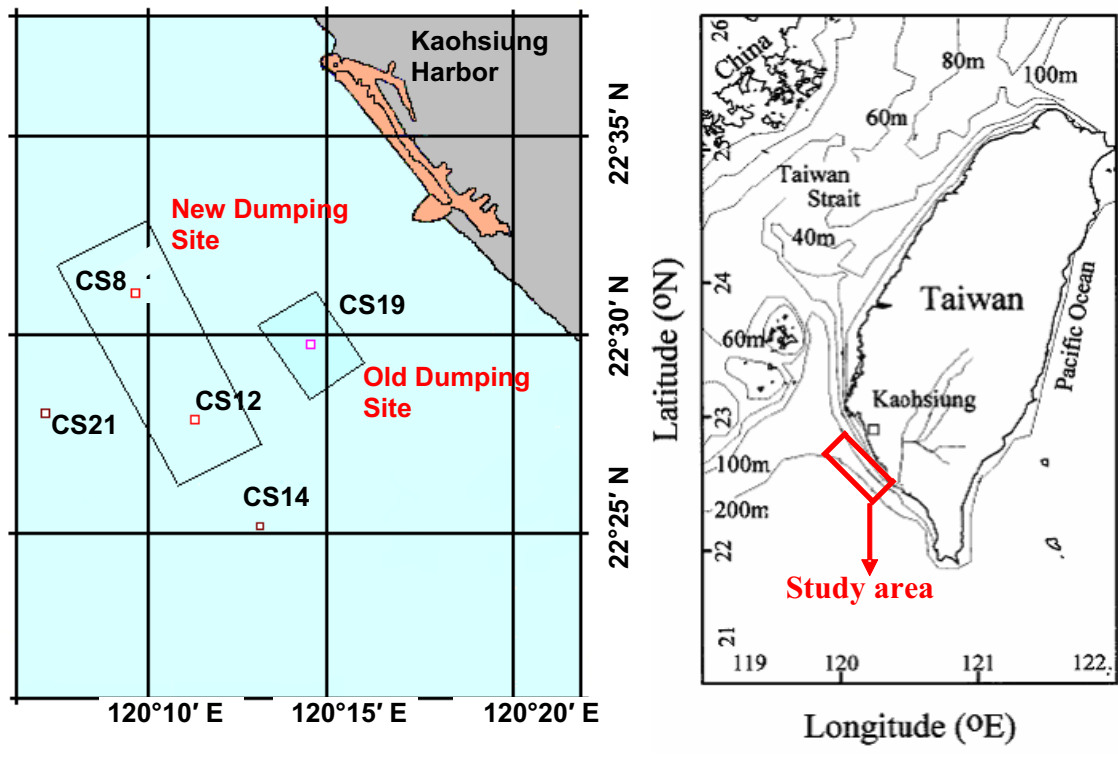 Kaohsiung
Harbor
22°35′ N
New Dumping
Site
CS8
CS19
22°30′ N
Old Dumping
Site
CS12
CS21
CS14
22°25′ N
120°10′ E
120°15′ E
120°20′ E
26
China
80m
100m
60m
25
Taiwan
Strait
40m
24
Taiwan
Pacific Ocean
60m
Latitude (ºN)
Kaohsiung
23
100m
200m
22
Study area
21
119
120
121
122.
Longitude (ºE)